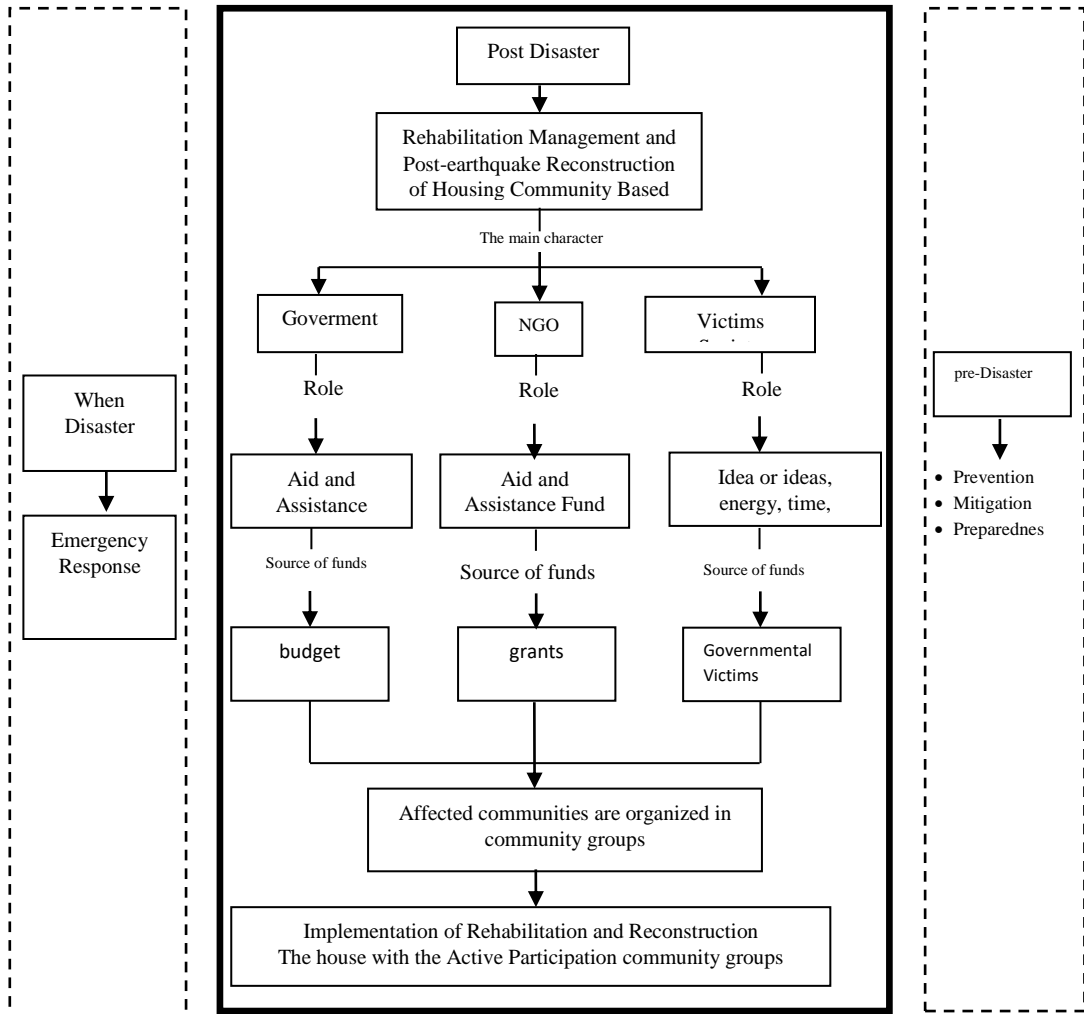 When
Disaster
Emergency
Response
Post Disaster
Rehabilitation Management and
Post-earthquake Reconstruction
of Housing Community Based
The main character
Goverment
NGO
Victims
Role
Role
Role
Aid and
Assistance
Aid and
Assistance Fund
Idea or ideas,
energy, time,
Source of funds
Source of funds
Source of funds
budget
grants
Governmental
Victims
Affected communities are organized in
community groups
Implementation of Rehabilitation and Reconstruction
The house with the Active Participation community groups
pre-Disaster
• Prevention
• Mitigation
• Preparednes